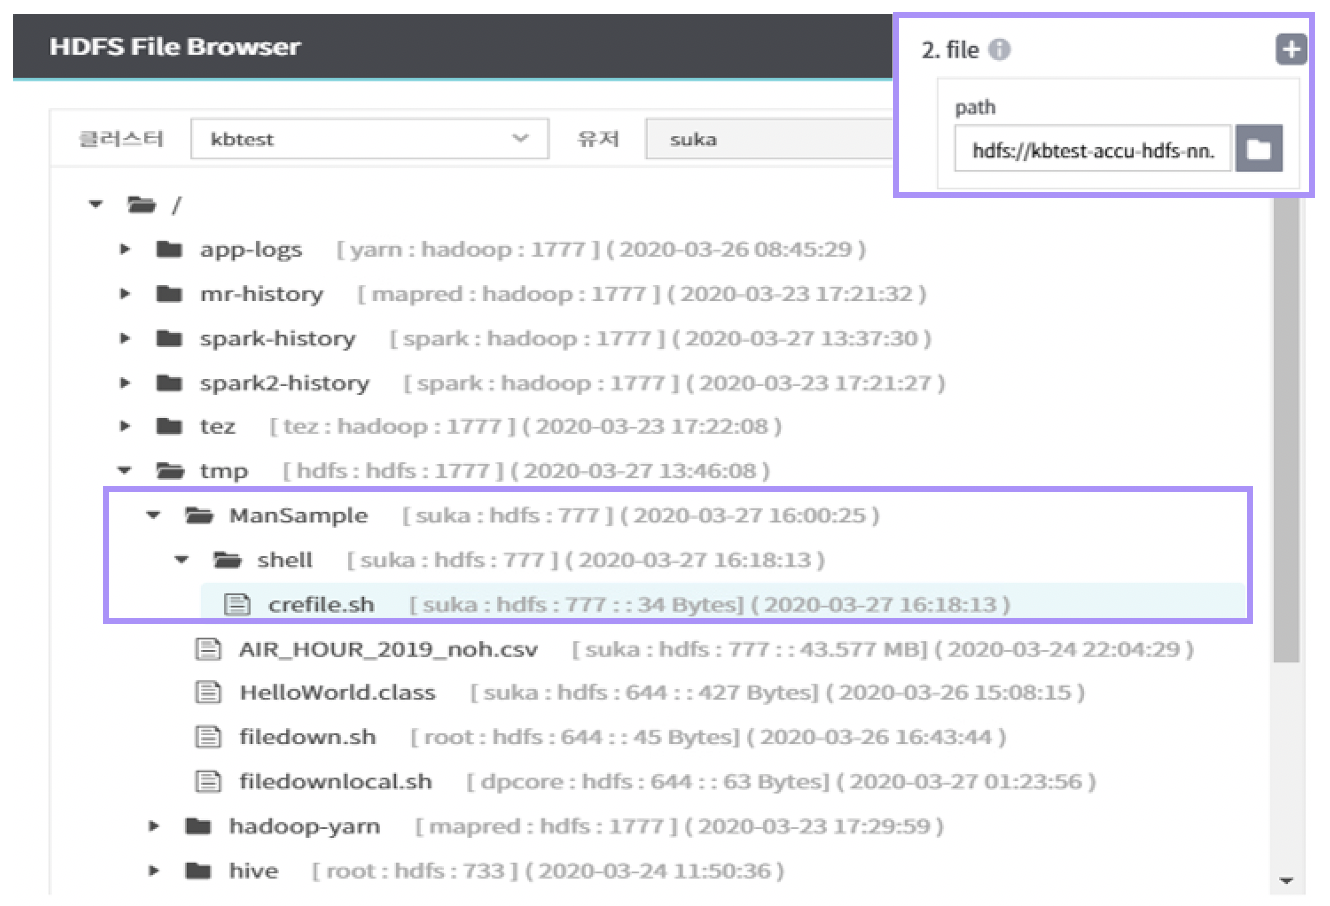 HDFS File Browser
2. file
path
hdfs://kbtest-accu-hdfs-nn.
클러스터 kbtest 유저 suka
/
app-logs [ yarn : hadoop : 1777 ] ( 2020-03-26 08:45:29 )
mr-history [ mapred : hadoop : 1777 ] ( 2020-03-23 17:21:32 )
spark-history [ spark : hadoop : 1777 ] ( 2020-03-27 13:37:30 )
spark2-history [ spark : hadoop : 1777 ] ( 2020-03-23 17:21:27 )
tez [ tez : hadoop : 1777 ] ( 2020-03-23 17:22:08 )
tmp [ hdfs : hdfs : 1777 ] ( 2020-03-27 13:46:08 )
ManSample [ suka : hdfs : 777 ] ( 2020-03-27 16:00:25 )
shell [ suka : hdfs : 777 ] ( 2020-03-27 16:18:13 )
crefile.sh [ suka : hdfs : 777 : : 34 Bytes] ( 2020-03-27 16:18:13 )
AIR_HOUR_2019_noh.csv [ suka : hdfs : 777 : : 43.577 MB] ( 2020-03-24 22:04:29 )
HelloWorld.class [ suka : hdfs : 644 : : 427 Bytes] ( 2020-03-26 15:08:15 )
filedown.sh [ root : hdfs : 644 : : 45 Bytes] ( 2020-03-26 16:43:44 )
filedownlocal.sh [ dpcore : hdfs : 644 : : 63 Bytes] ( 2020-03-27 01:23:56 )
hadoop-yarn [ mapred : hdfs : 1777 ] ( 2020-03-23 17:29:59 )
hive [ root : hdfs : 733 ] ( 2020-03-24 11:50:36 )